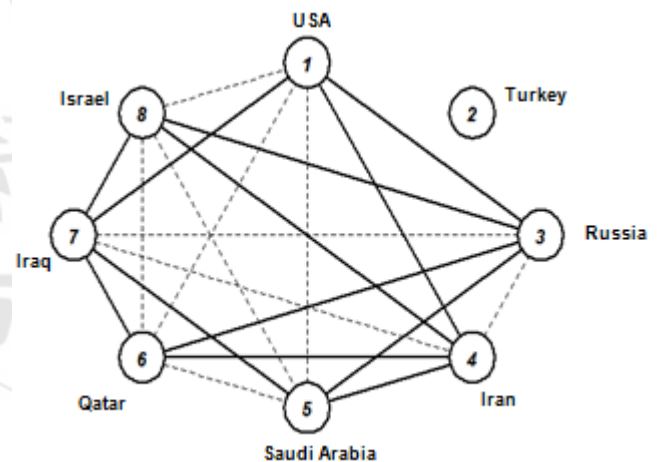 USA
1
Israel
8
Turkey
2
Iraq
7
Russia
3
Qatar
6
Iran
4
Saudi Arabia
5